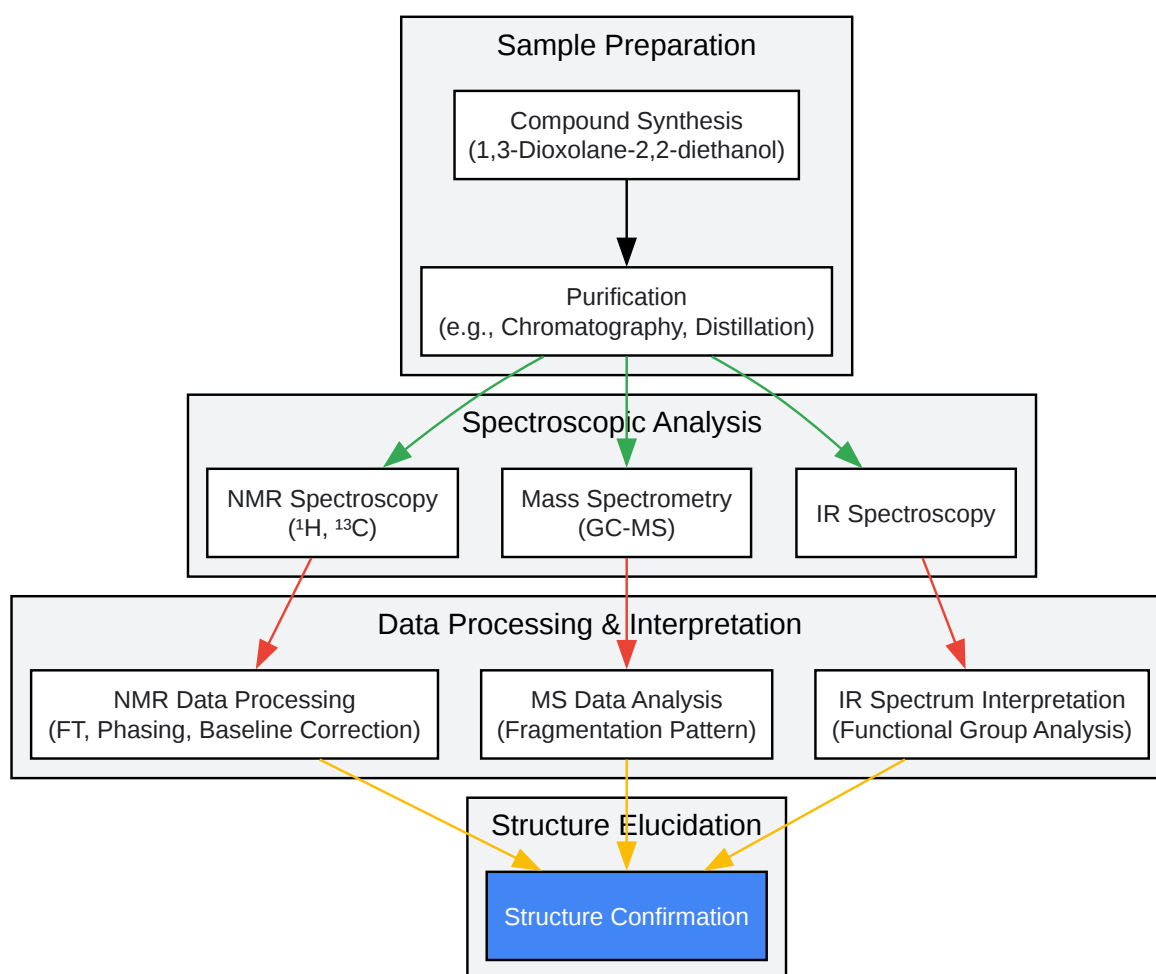 Sample Preparation
Compound Synthesis
(1,3-Dioxolane-2,2-diethanol)
Purification
(e.g., Chromatography, Distillation)
Spectroscopic Analysis
NMR Spectroscopy
(¹H, ¹³C)
Mass Spectrometry
(GC-MS)
IR Spectroscopy
Data Processing & Interpretation
NMR Data Processing
(FT, Phasing, Baseline Correction)
MS Data Analysis
(Fragmentation Pattern)
IR Spectrum Interpretation
(Functional Group Analysis)
Structure Elucidation
Structure Confirmation